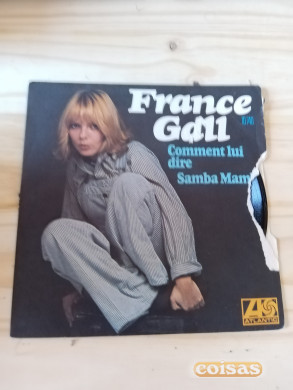 France
Gall
Comment lui
dire
Samba Mam
ATLANTIC
coisas